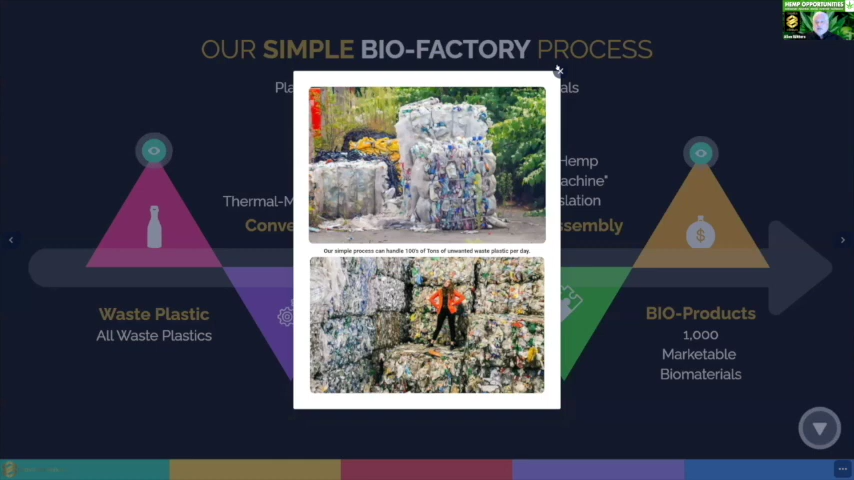 HEMP OPPORTUNITIES
OUR SIMPLE BIO-FACTORY PROCESS
Pla
als
Hemp
achine*
Thermal-M
slation
Conve
ssembly
$
Our simple process can handle 100's of Tons of unwanted waste plastic per day.
Waste Plastic
All Waste Plastics
BIO-Products
1,000
Marketable
Biomaterials